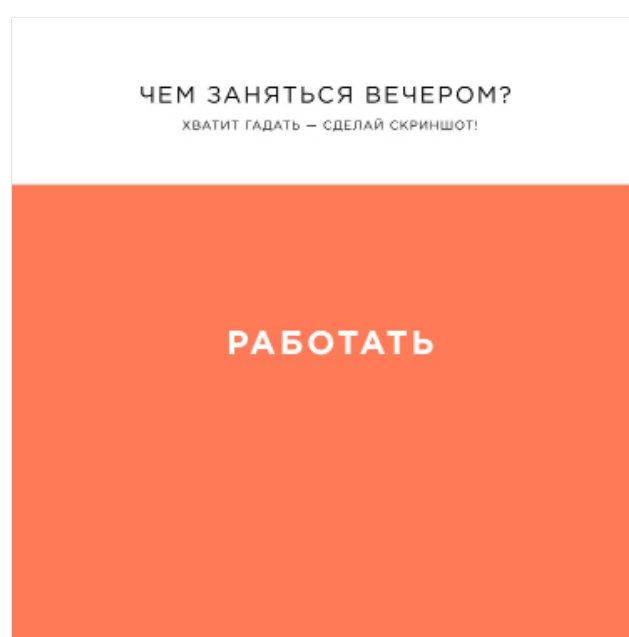 ЧЕМ ЗАНЯТЬСЯ ВЕЧЕРОМ?
ХВАТИТ ГАДАТЬ — СДЕЛАЙ СКРИНШОТ!
РАБОТАТЬ